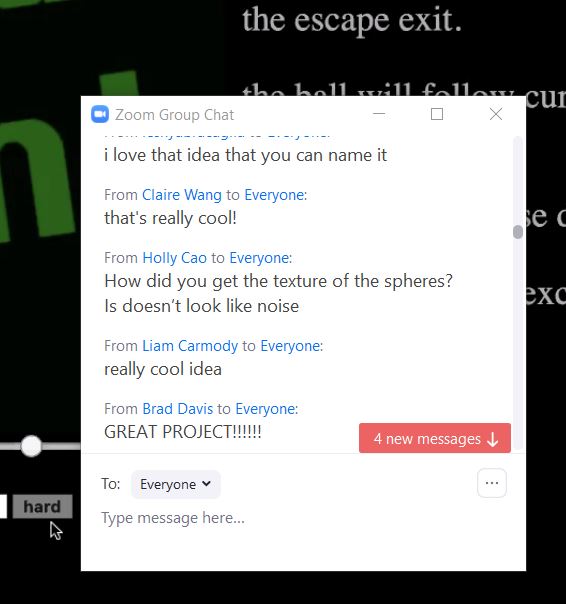 the escape exit.
the ball will follow cur
Zoom Group Chat
to Everyone:
i love that idea that you can name it
From Claire Wang to Everyone:
that's really cool!
From Holly Cao to Everyone:
How did you get the texture of the spheres?
Is doesn’t look like noise
From Liam Carmody to Everyone:
really cool idea
From Brad Davis to Everyone:
GREAT PROJECT!!!!!!
4 new messages
To: Everyone
Type message here...
hard